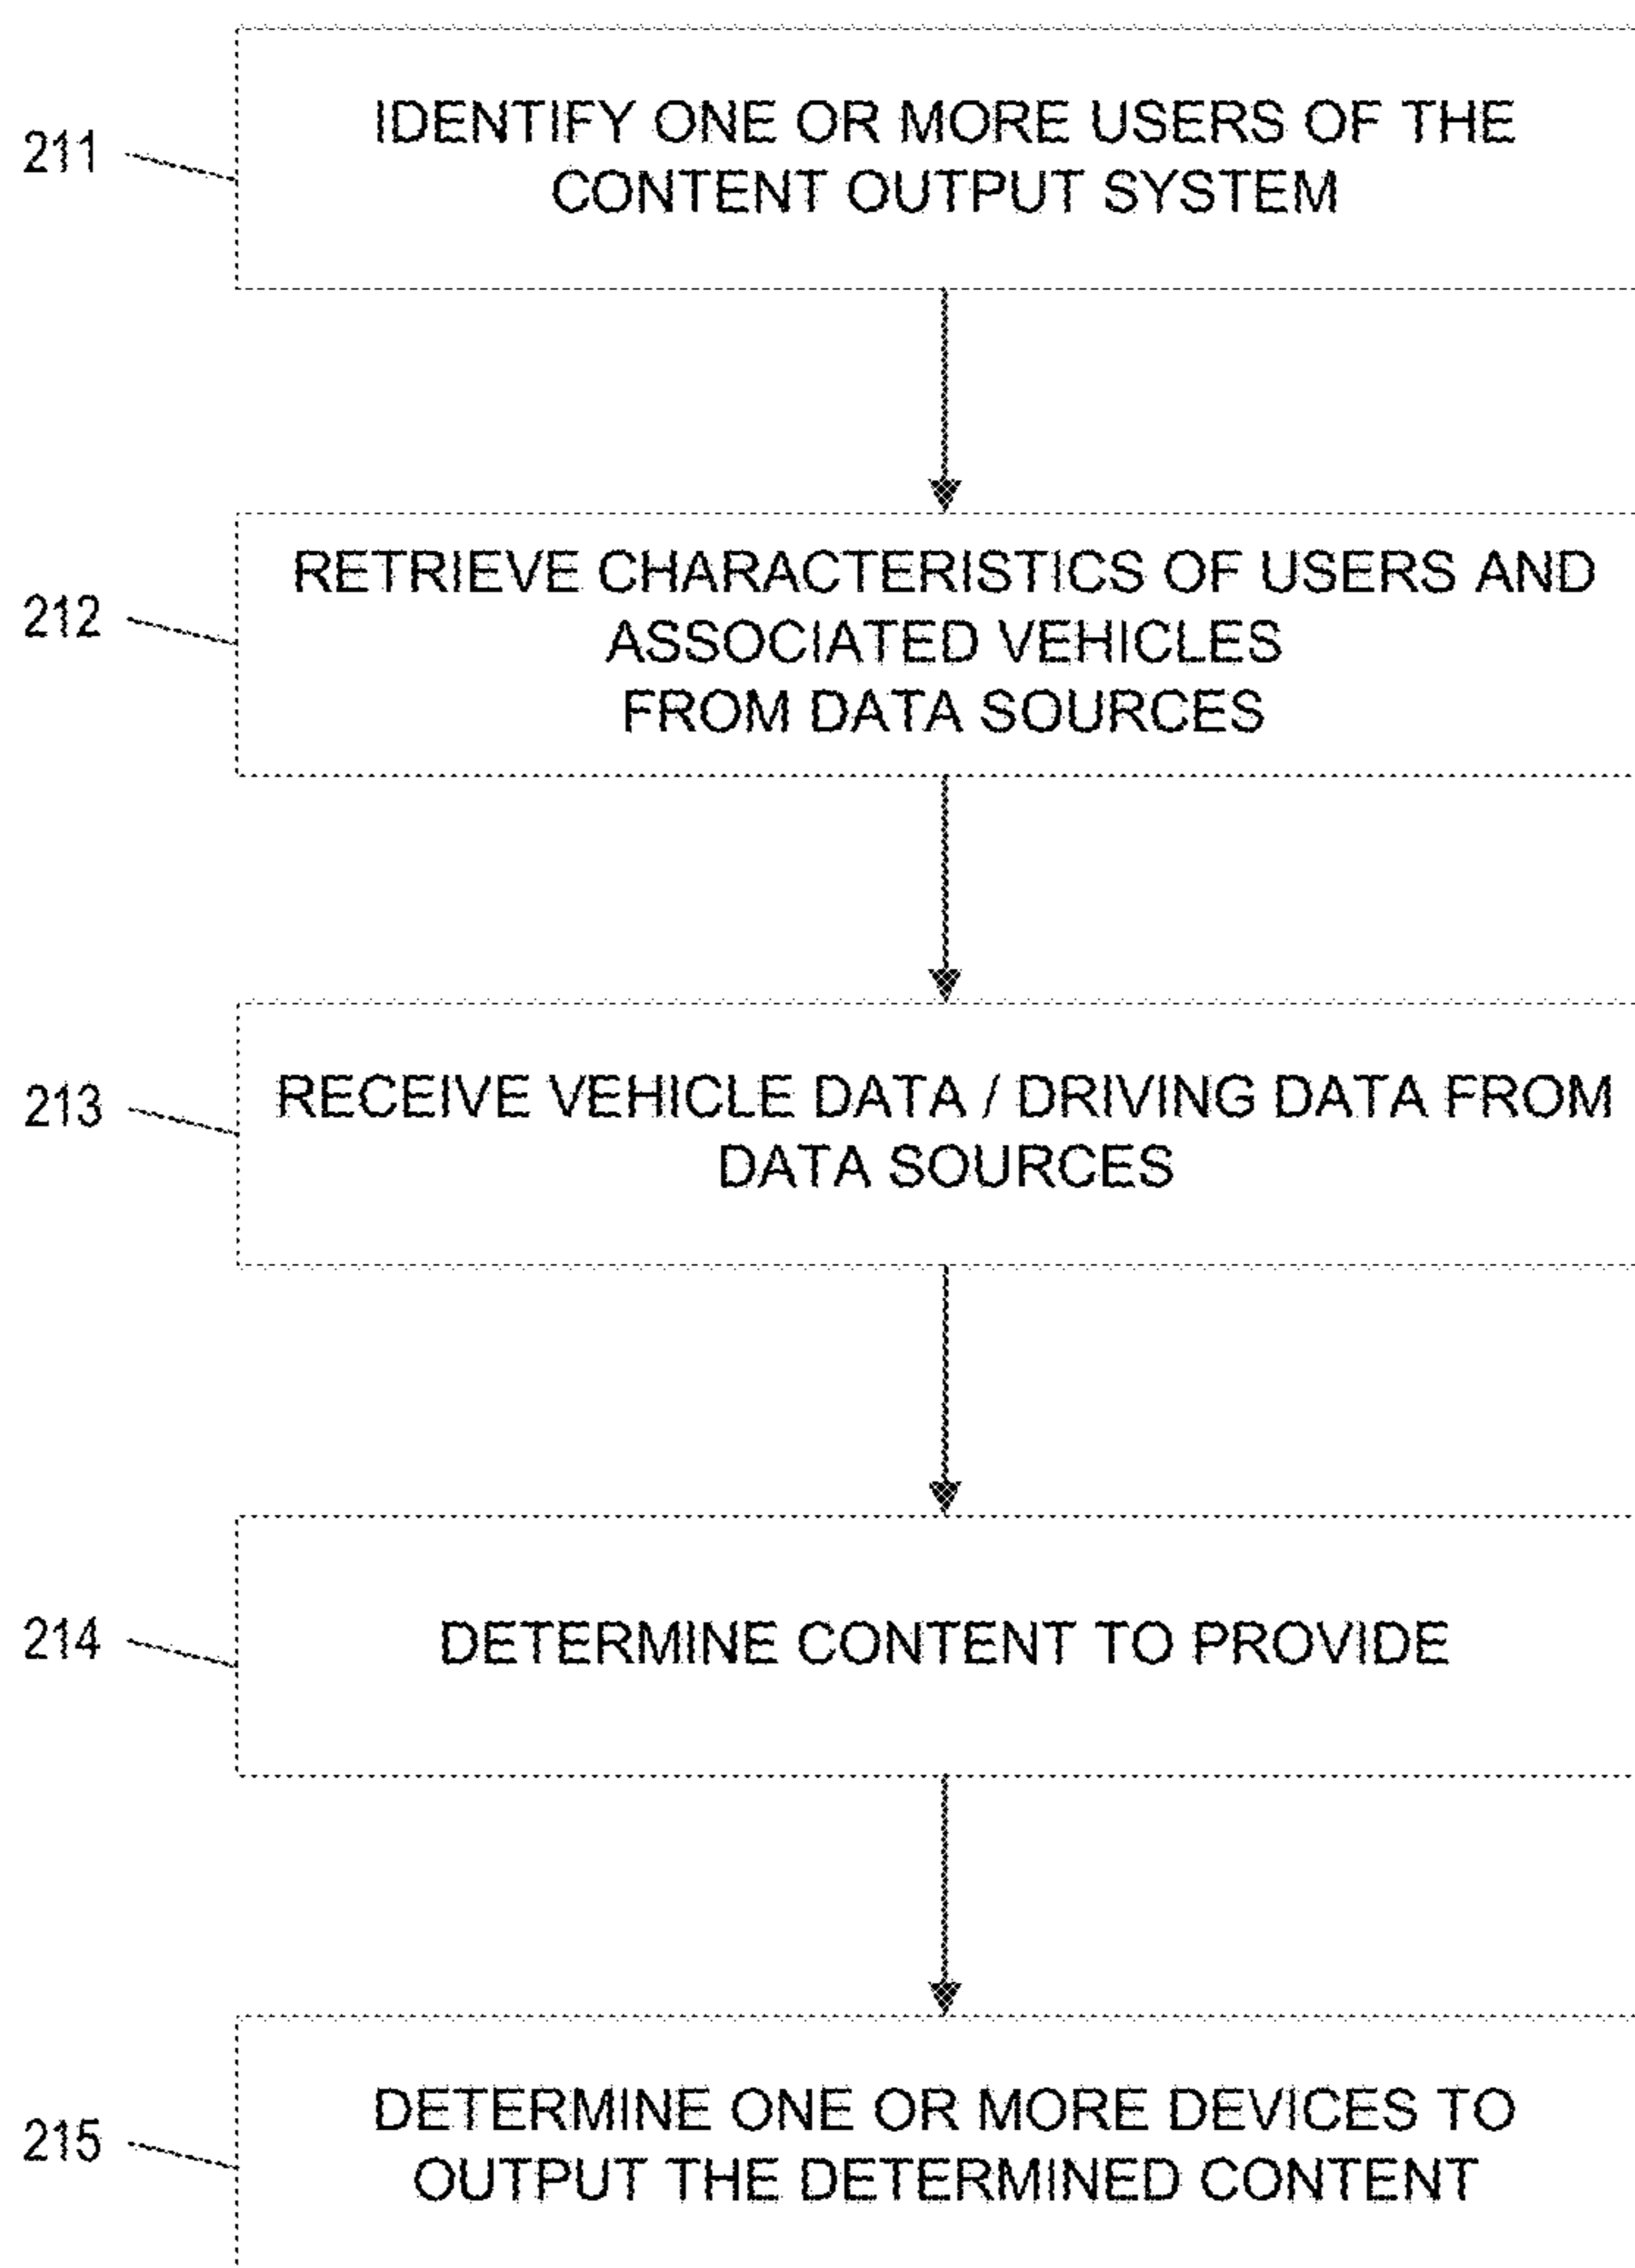 211
IDENTIFY ONE OR MORE USERS OF THE
CONTENT OUTPUT SYSTEM
212
RETRIEVE CHARACTERISTICS OF USERS AND
ASSOCIATED VEHICLES
FROM DATA SOURCES
213
RECEIVE VEHICLE DATA / DRIVING DATA FROM
DATA SOURCES
214
DETERMINE CONTENT TO PROVIDE
215
DETERMINE ONE OR MORE DEVICES TO
OUTPUT THE DETERMINED CONTENT